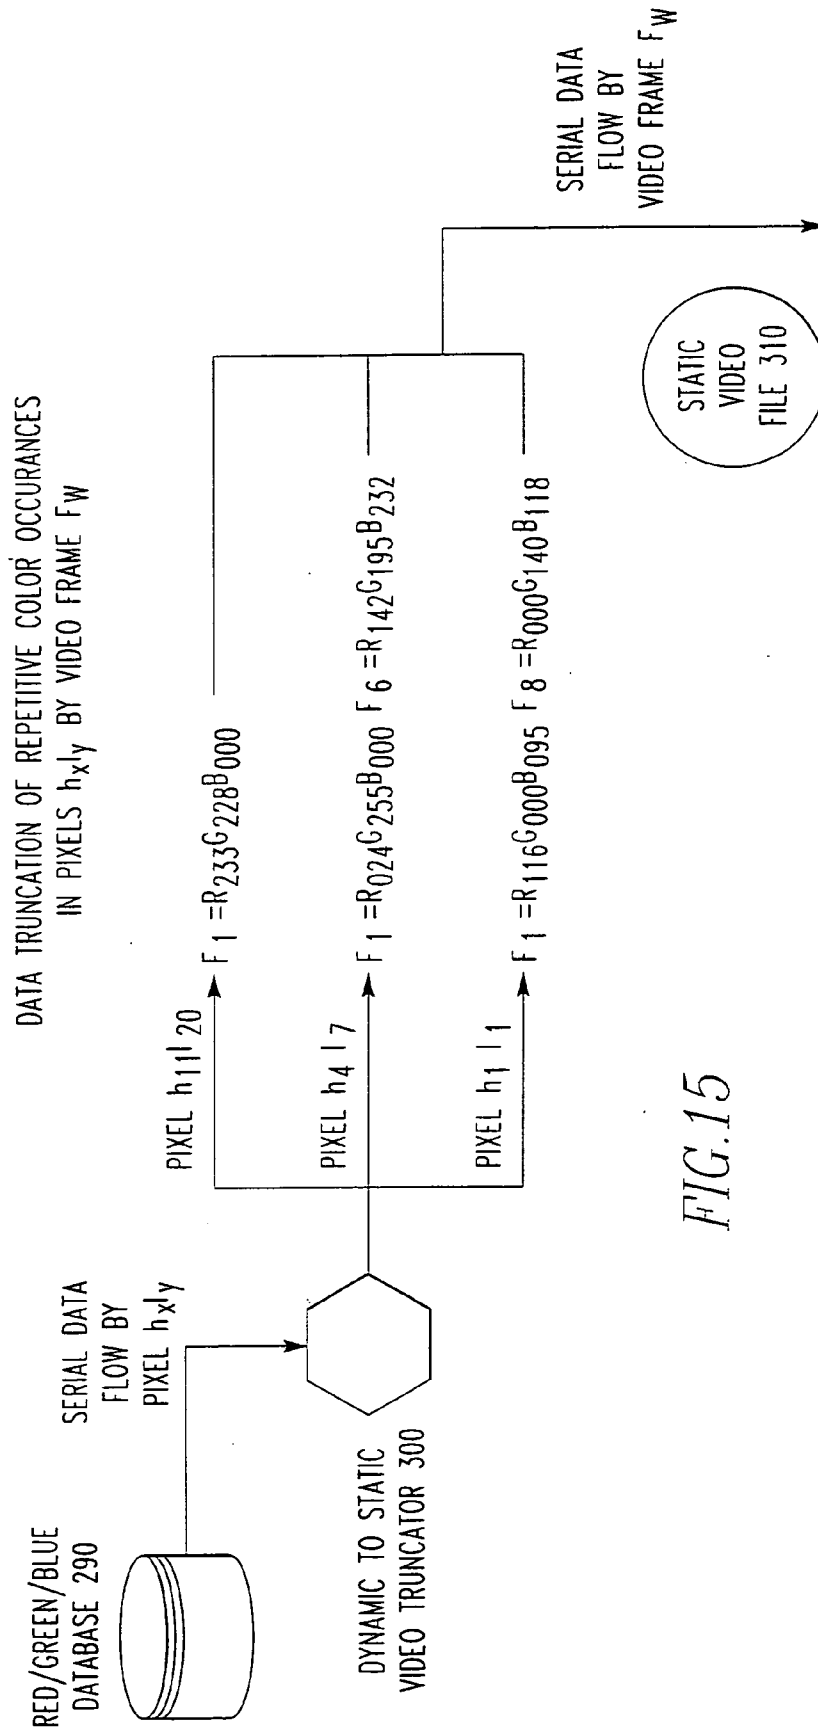 DATA TRUNCATION OF REPETITIVE COLOR OCCURANCES
IN PIXELS hxly BY VIDEO FRAME FW
RED/GREEN/BLUE
DATABASE 290
SERIAL DATA
FLOW BY
PIXEL hxly
DYNAMIC TO STATIC
VIDEO TRUNCATOR 300
PIXEL h11l20
F1 =R233G228B000
PIXEL h4 l7
F1 =R024G255B000 F6 =R142G195B232
PIXEL h1 l1
F1 =R116G000B095 F8 =R000G140B118
SERIAL DATA
FLOW BY
VIDEO FRAME FW
STATIC
VIDEO
FILE 310
FIG.15